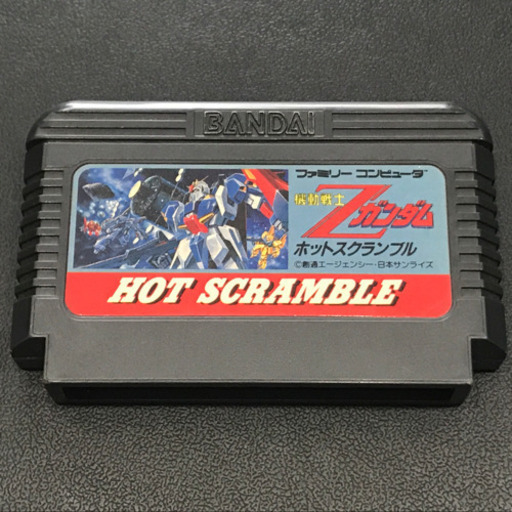 BANDAI
ファミリー コンピュータ
機動戦士
Zガンダム
ホットスクランブル
©創通エージェンシー・日本サンライズ
HOT SCRAMBLE